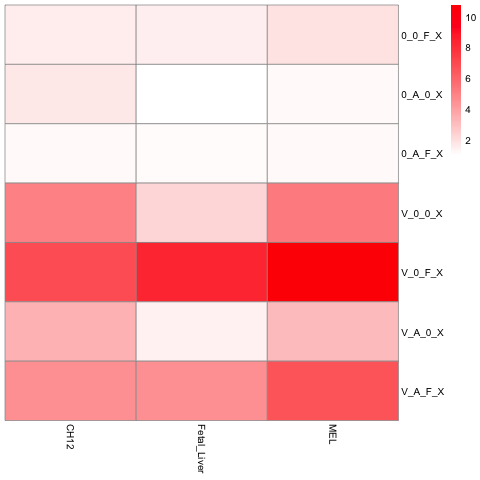 10
8
6
4
2
0_0_F_X
0_A_0_X
0_A_F_X
V_0_0_X
V_0_F_X
V_A_0_X
V_A_F_X
CH12
Fetal_Liver
MEL